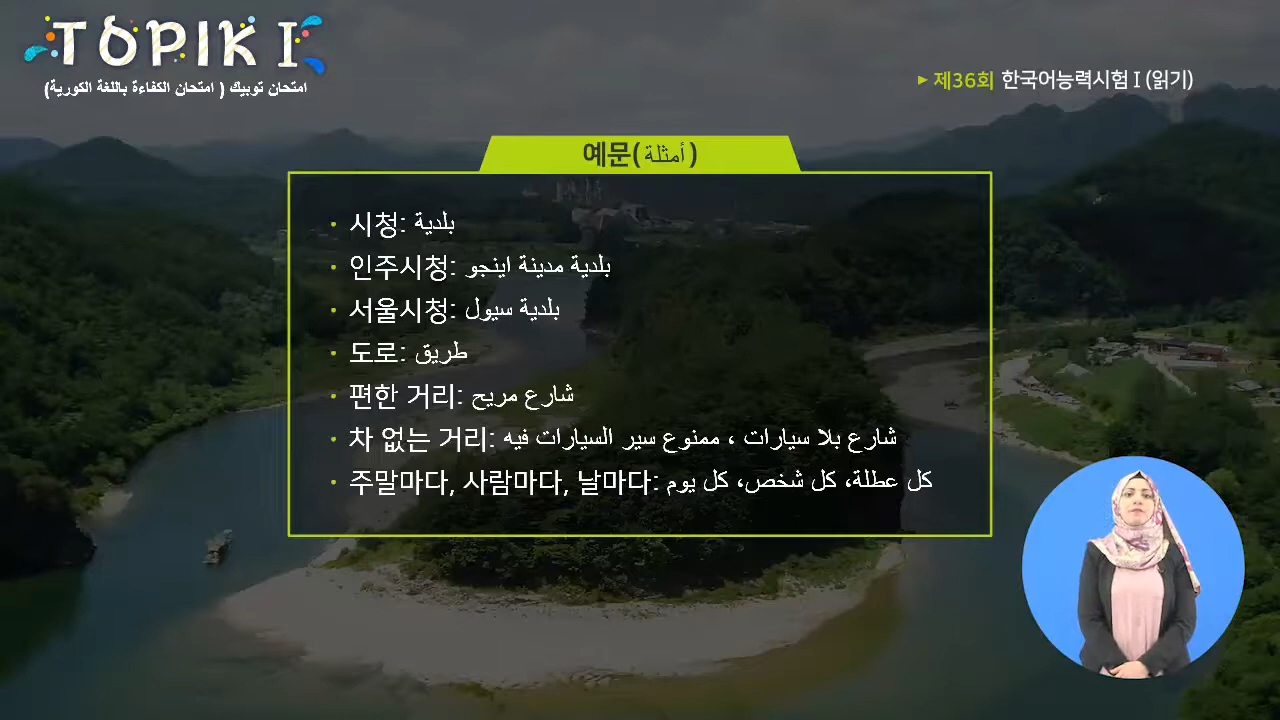 TOPIK I
امتحان توبيك ( امتحان الكفاءة باللغة الكورية)
▶ 제36회 한국어능력시험 I (읽기)
예문(أمثلة)
• 시청: بلدية
• 인주시청: بلدية مدينة اينجو
• 서울시청: بلدية سيول
• 도로: طريق
• 편한 거리: شارع مريح
• 차 없는 거리: شارع بلا سيارات ، ممنوع سير السيارات فيه
• 주말마다, 사람마다, 날마다: كل عطلة، كل شخص، كل يوم